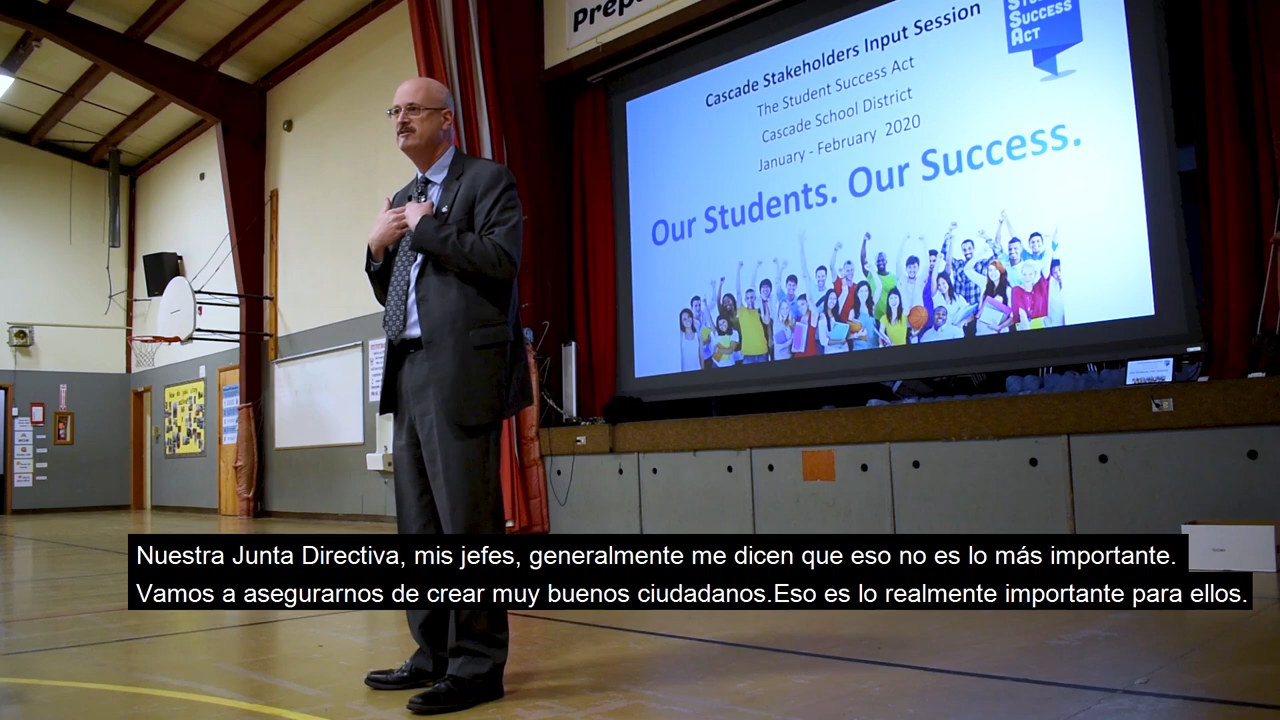 Cascade Stakeholders Input Session
The Student Success Act
Cascade School District
January - February 2020
Our Students. Our Success.
Success
Act
Nuestra Junta Directiva, mis jefes, generalmente me dicen que eso no es lo más importante.
Vamos a asegurarnos de crear muy buenos ciudadanos.Eso es lo realmente importante para ellos.